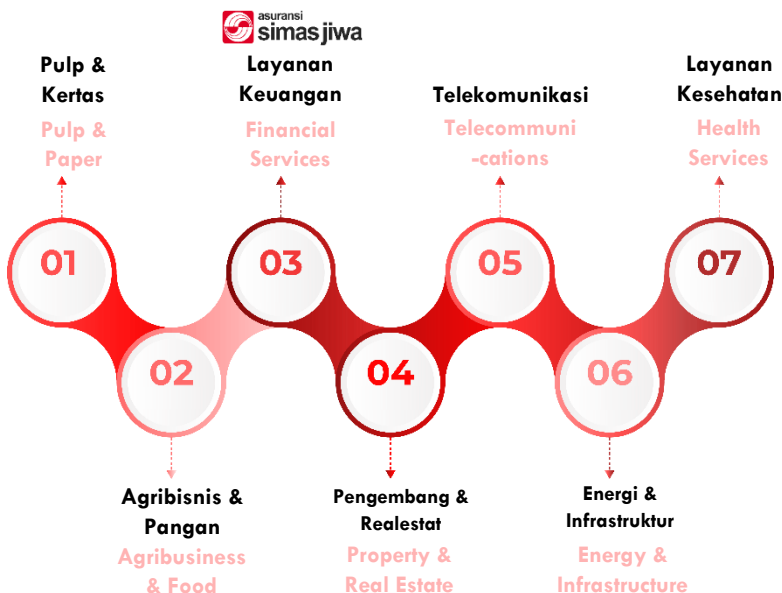 asuransi
simas jiwa
Pulp &
Kertas
Pulp &
Paper
01
Agribisnis &
Pangan
Agribusiness
& Food
02
Layanan
Keuangan
Financial
Services
03
Pengembang &
Realestat
Property &
Real Estate
04
Telekomunikasi
Telecommuni
-cations
05
Energi &
Infrastruktur
Energy &
Infrastructure
06
Layanan
Kesehatan
Health
Services
07